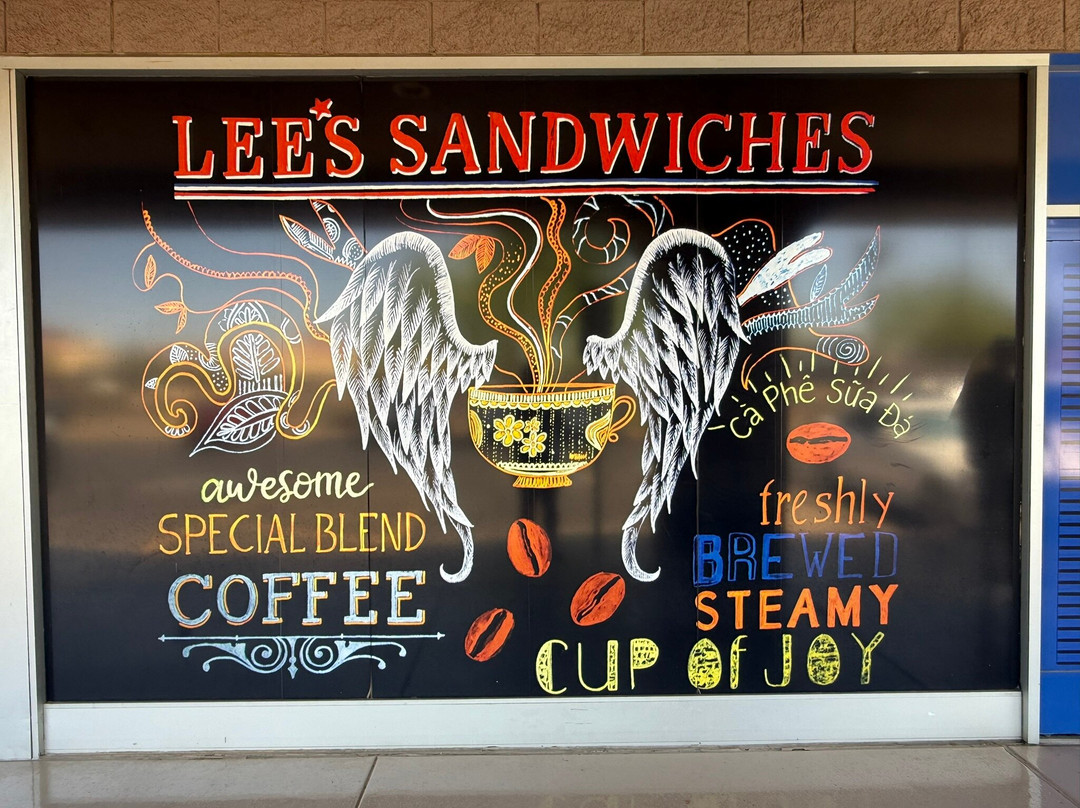 LEE'S SANDWICHES
Cà Phê Sữa Đá
awesome
SPECIAL BLEND
COFFEE
freshly
BREWED
STEAMY
CUP OF JOY